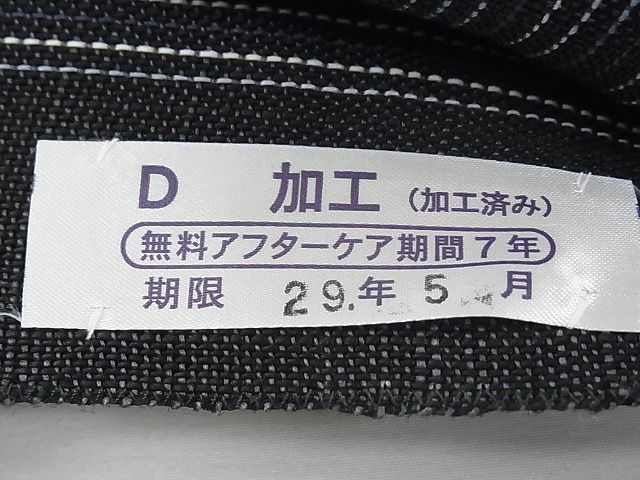 D 加工 (加工済み)
無料アフターケア期間7年
期限 29.年5月